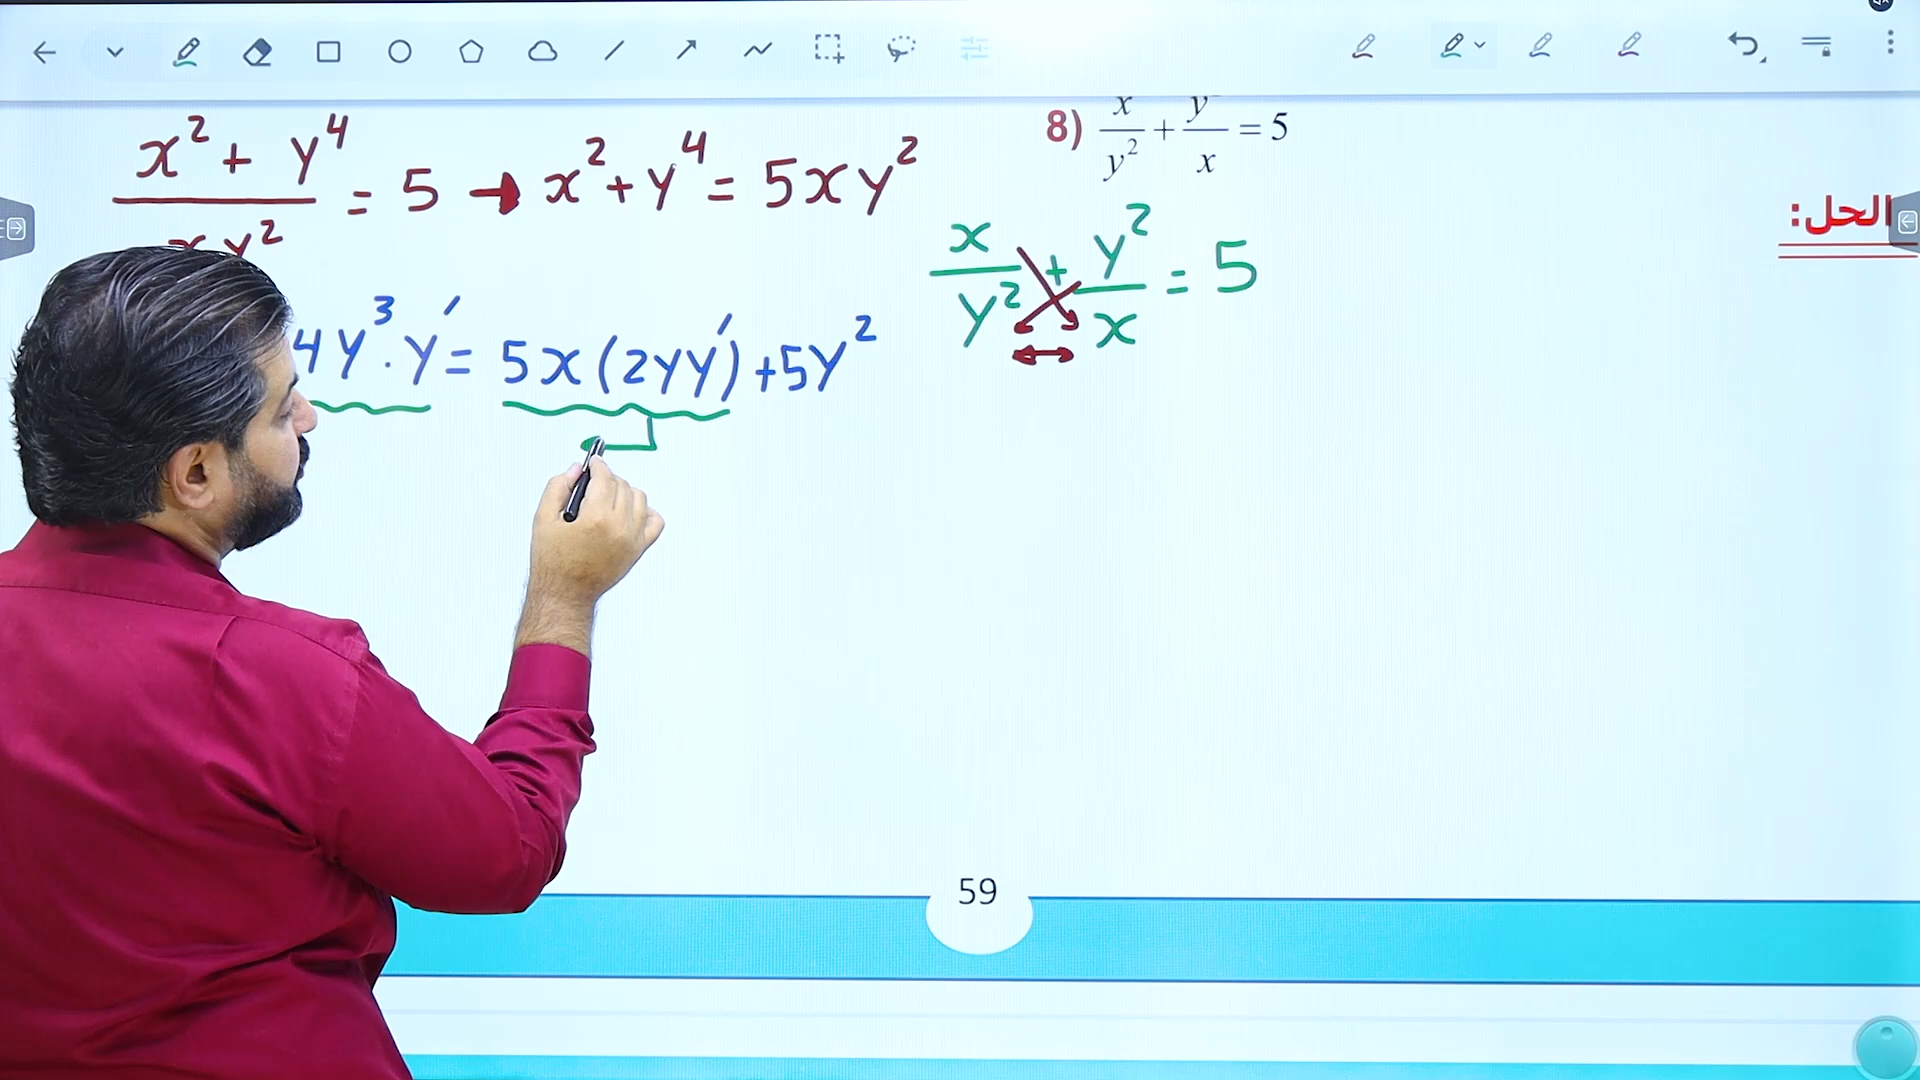 8) x/y² + y/x = 5
الحل:
x/y² + y²/x = 5
x² + y⁴/xy² = 5 → x² + y⁴ = 5xy²
4y³·y′ = 5x(2yy′) + 5y²
59